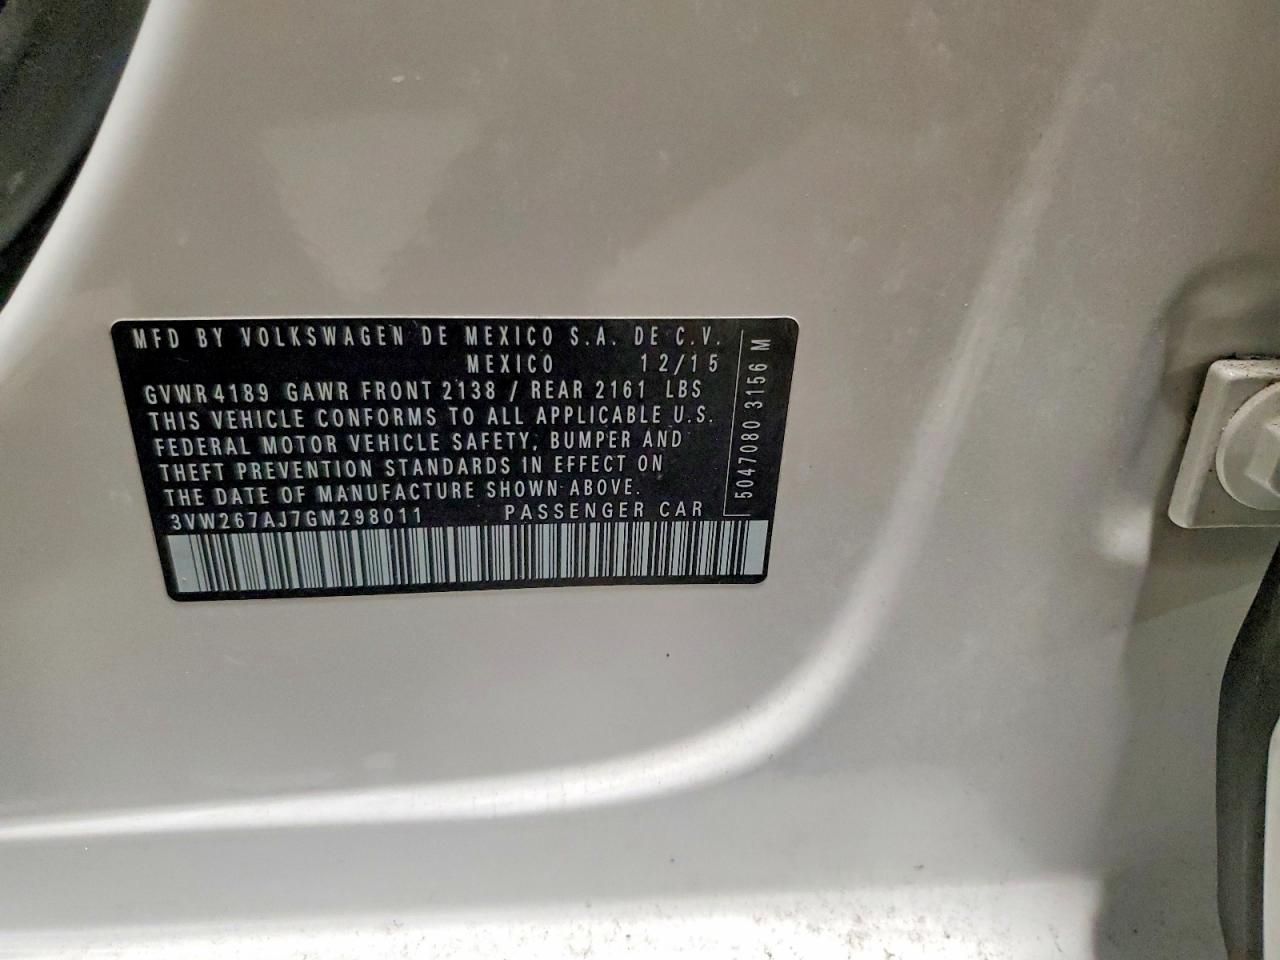 MFD BY VOLKSWAGEN DE MEXICO S.A. DE C.V.
MEXICO 12/15
GVWR 4189 GAWR FRONT 2138 / REAR 2161 LBS
THIS VEHICLE CONFORMS TO ALL APPLICABLE U.S.
FEDERAL MOTOR VEHICLE SAFETY, BUMPER AND
THEFT PREVENTION STANDARDS IN EFFECT ON
THE DATE OF MANUFACTURE SHOWN ABOVE.
3VW267AJ7GM298011 PASSENGER CAR
5047080 3156 M